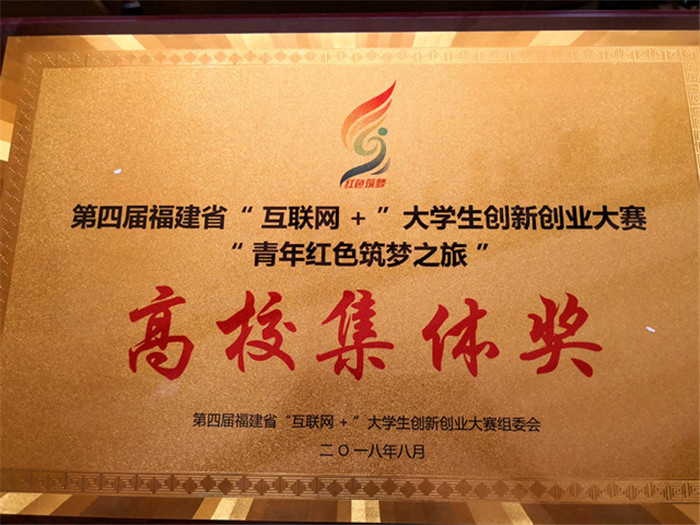 红色筑梦
第四届福建省“互联网+”大学生创新创业大赛
“青年红色筑梦之旅”
高校集体奖
第四届福建省“互联网+”大学生创新创业大赛组委会
二〇一八年八月